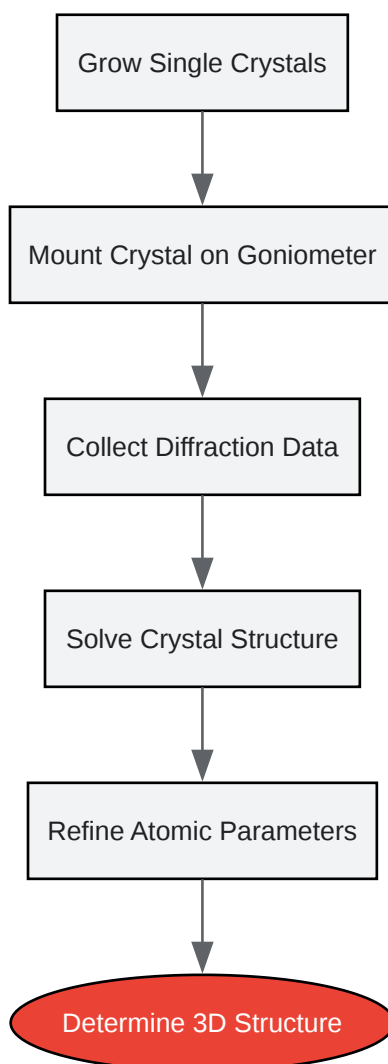 Grow Single Crystals
Mount Crystal on Goniometer
Collect Diffraction Data
Solve Crystal Structure
Refine Atomic Parameters
Determine 3D Structure